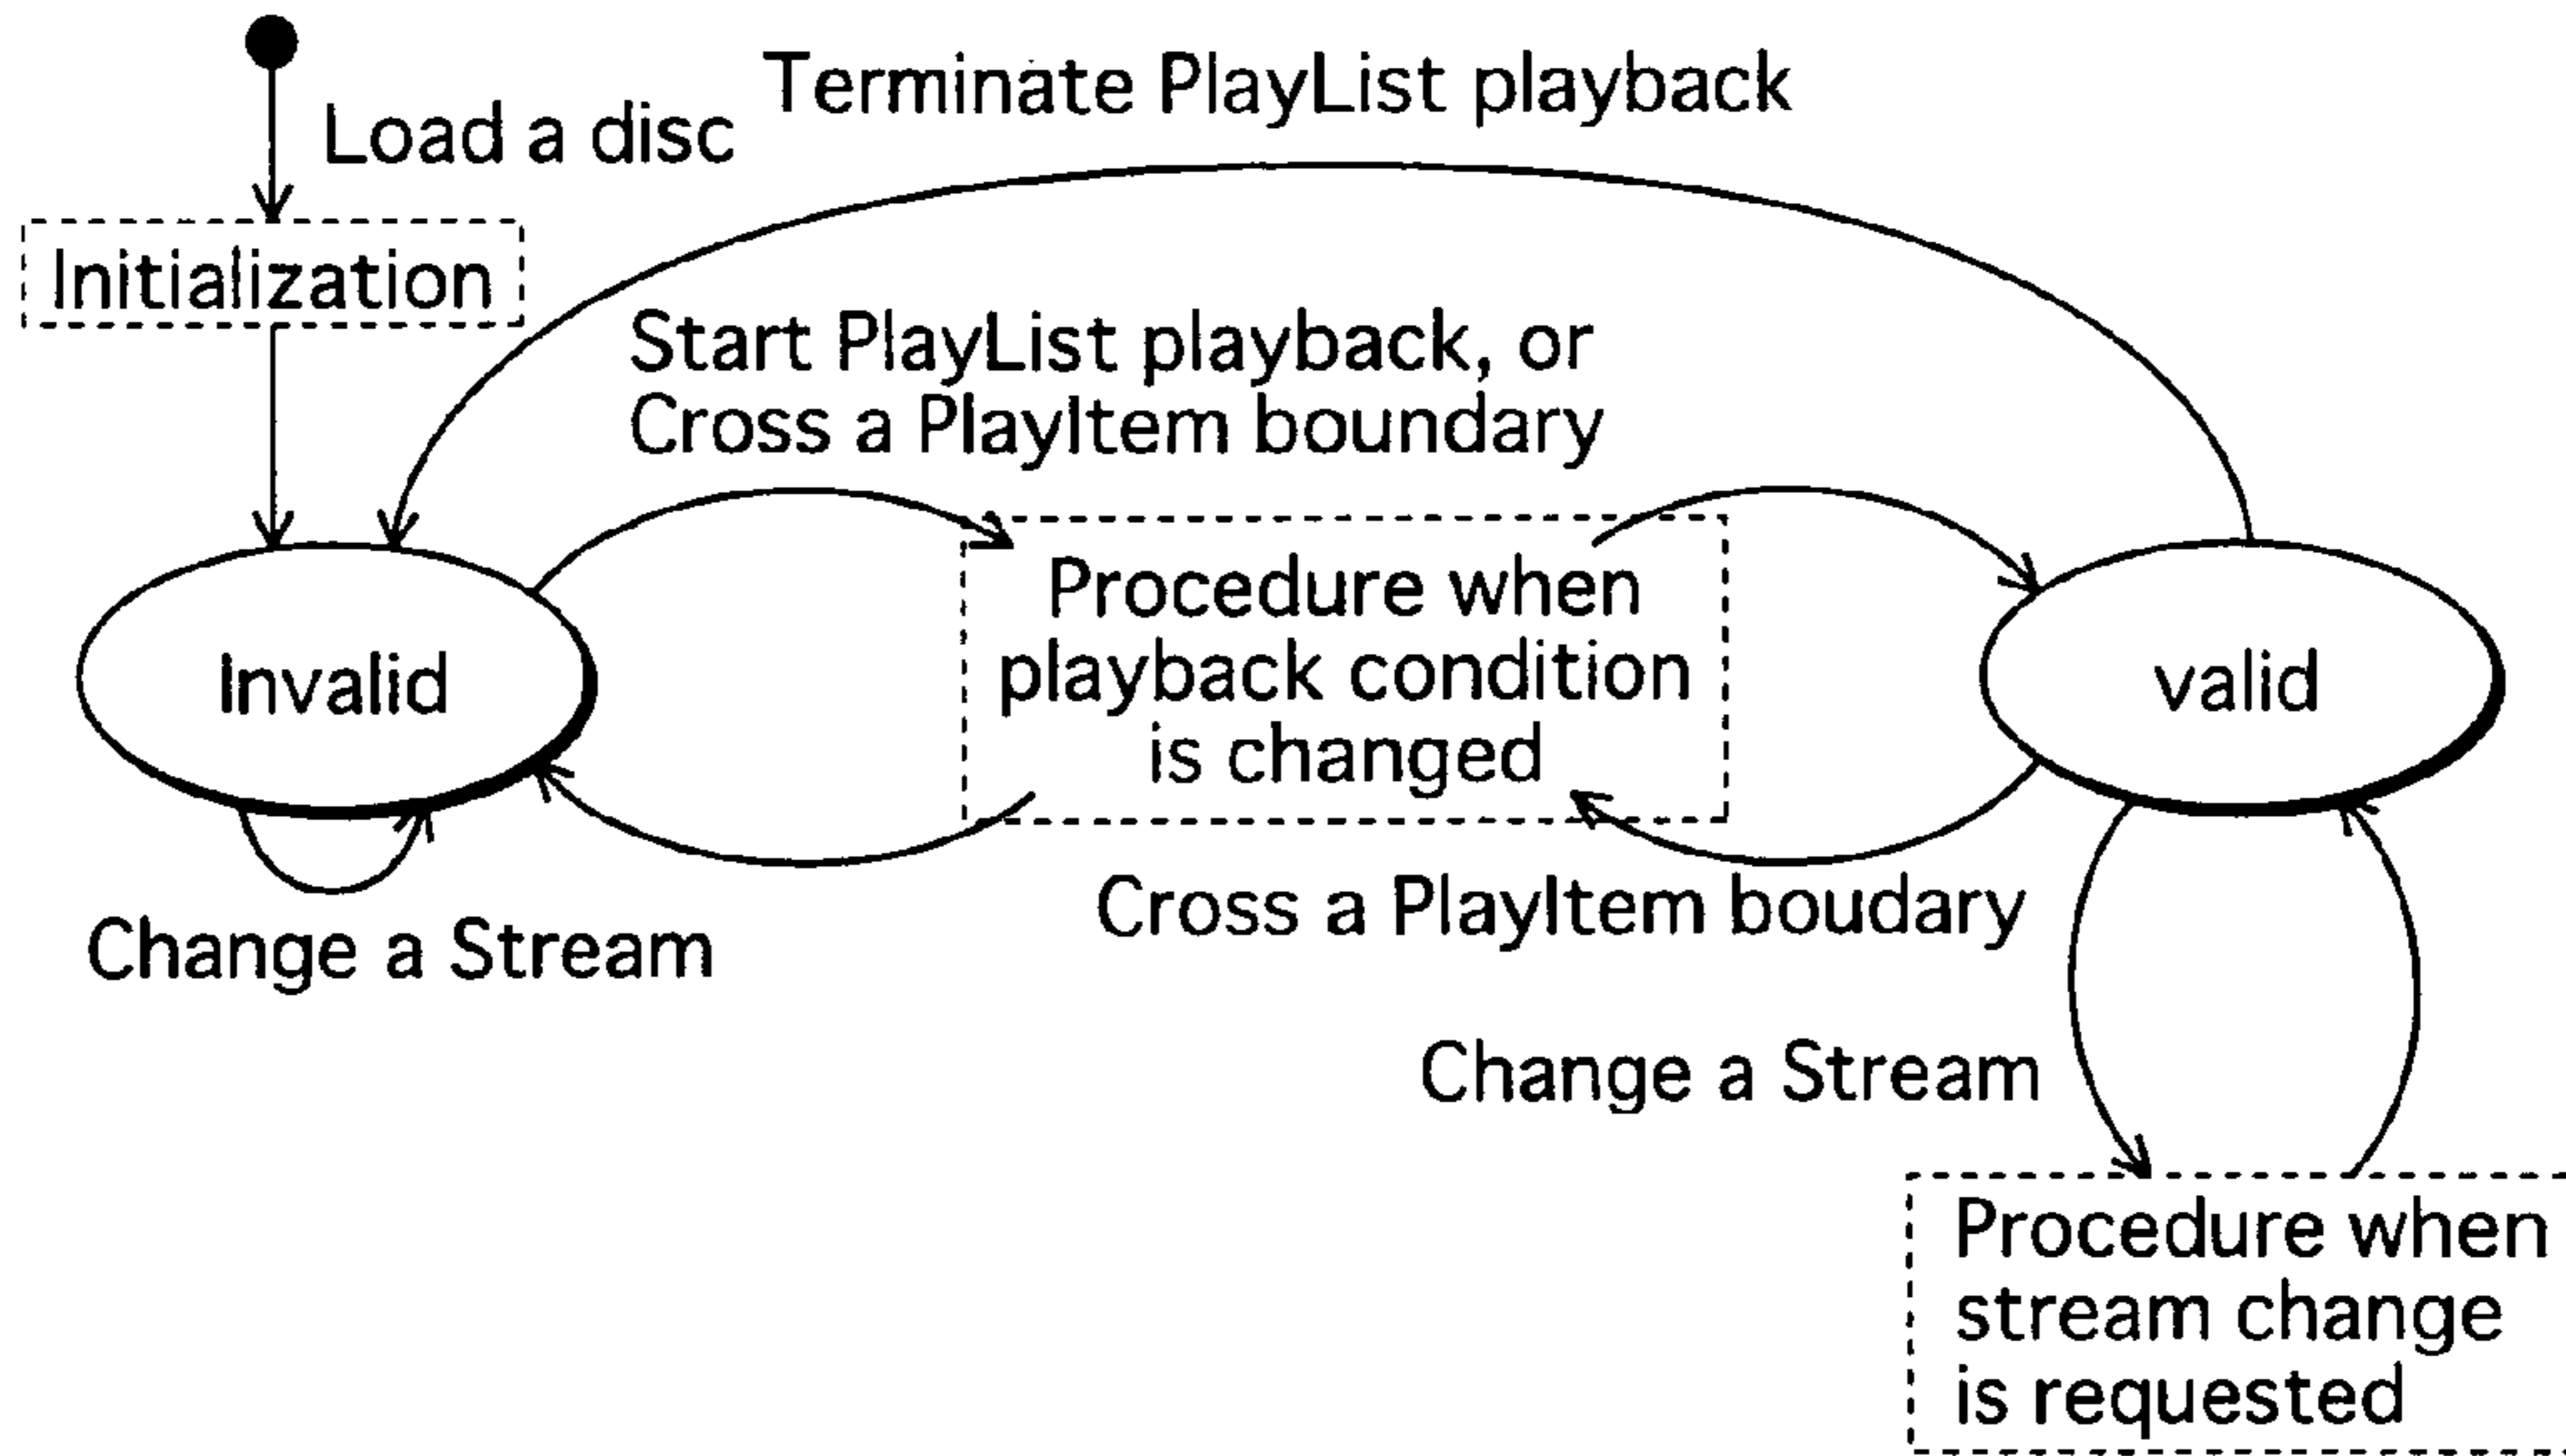 Load a disc
Terminate PlayList playback
Initialization
Start PlayList playback, or
Cross a PlayItem boundary
Invalid
Procedure when
playback condition
is changed
valid
Cross a PlayItem boudary
Change a Stream
Change a Stream
Procedure when
stream change
is requested